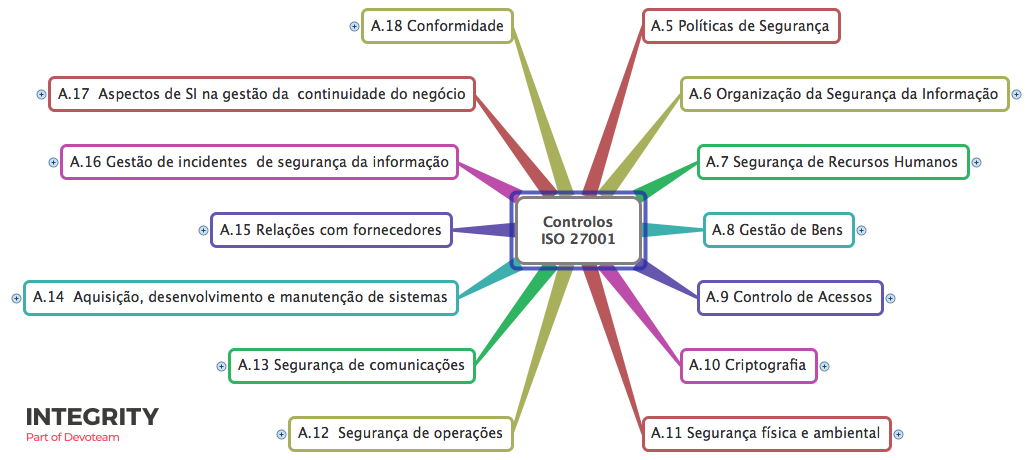 Controlos
ISO 27001
A.5 Políticas de Segurança
A.6 Organização da Segurança da Informação
A.7 Segurança de Recursos Humanos
A.8 Gestão de Bens
A.9 Controlo de Acessos
A.10 Criptografia
A.11 Segurança física e ambiental
A.12  Segurança de operações
A.13 Segurança de comunicações
A.14  Aquisição, desenvolvimento e manutenção de sistemas
A.15 Relações com fornecedores
A.16 Gestão de incidentes  de segurança da informação
A.17  Aspectos de SI na gestão da  continuidade do negócio
A.18 Conformidade
INTEGRITY
Part of Devoteam